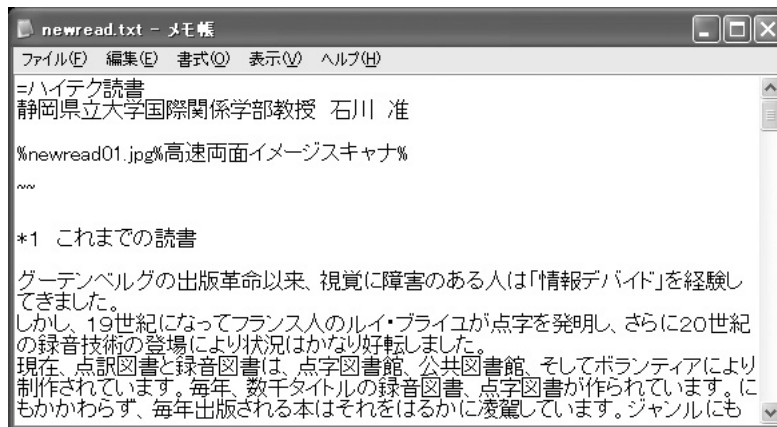 newread.txt - メモ帳
ファイル(F) 編集(E) 書式(O) 表示(V) ヘルプ(H)
=ハイテク読書
静岡県立大学国際関係学部教授 石川 准
%newread01.jpg%高速両面イメージスキャナ%
~~
*1 これまでの読書
グーテンベルグの出版革命以来、視覚に障害のある人は「情報デバイド」を経験し
てきました。
しかし、19世紀になってフランス人のルイ・ブライユが点字を発明し、さらに20世紀
の録音技術の登場により状況はかなり好転しました。
現在、点訳図書と録音図書は、点字図書館、公共図書館、そしてボランティアにより
制作されています。毎年、数千タイトルの録音図書、点字図書が作られています。に
もかかわらず、毎年出版される本はそれをはるかに凌駕しています。ジャンルにも